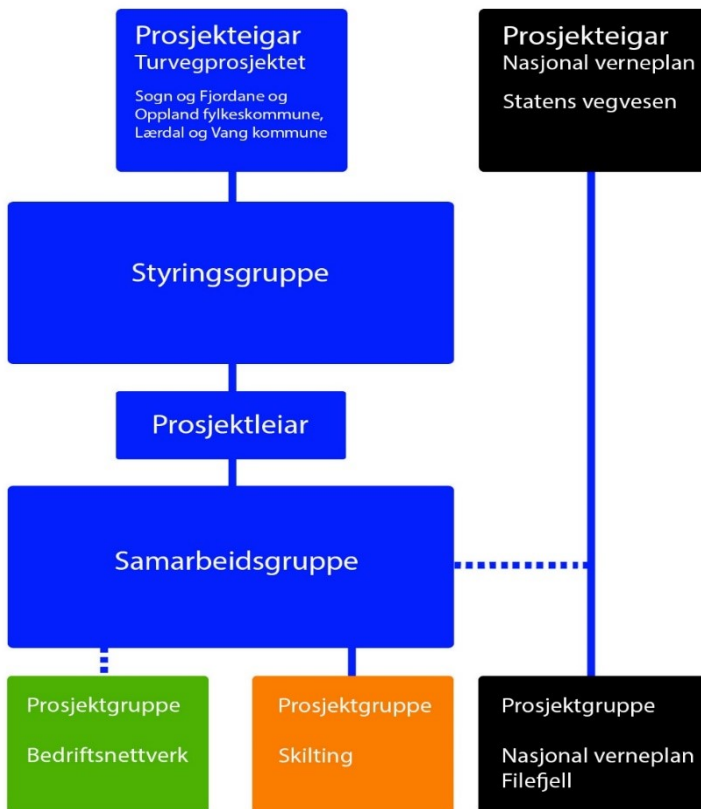 Prosjekteigar
Turvegprosjektet
Sogn og Fjordane og
Oppland fylkeskommune,
Lærdal og Vang kommune
Prosjekteigar
Nasjonal verneplan
Statens vegvesen
Styringsgruppe
Prosjektleiar
Samarbeidsgruppe
Prosjektgruppe
Bedriftsnettverk
Prosjektgruppe
Skilting
Prosjektgruppe
Nasjonal verneplan
Filefjell